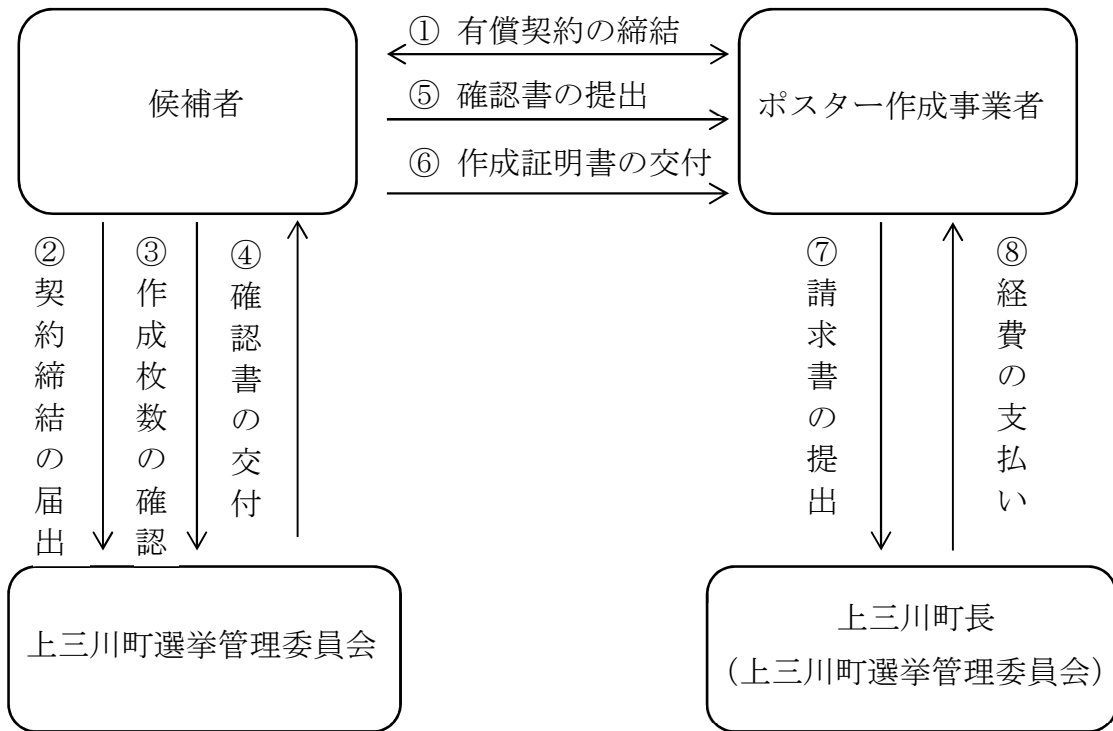 ① 有償契約の締結
候補者
⑤ 確認書の提出
ポスター作成事業者
⑥ 作成証明書の交付
②契約締結の届出
③作成枚数の確認
④確認書の交付
⑦請求書の提出
⑧経費の支払い
上三川町選挙管理委員会
上三川町長
（上三川町選挙管理委員会）